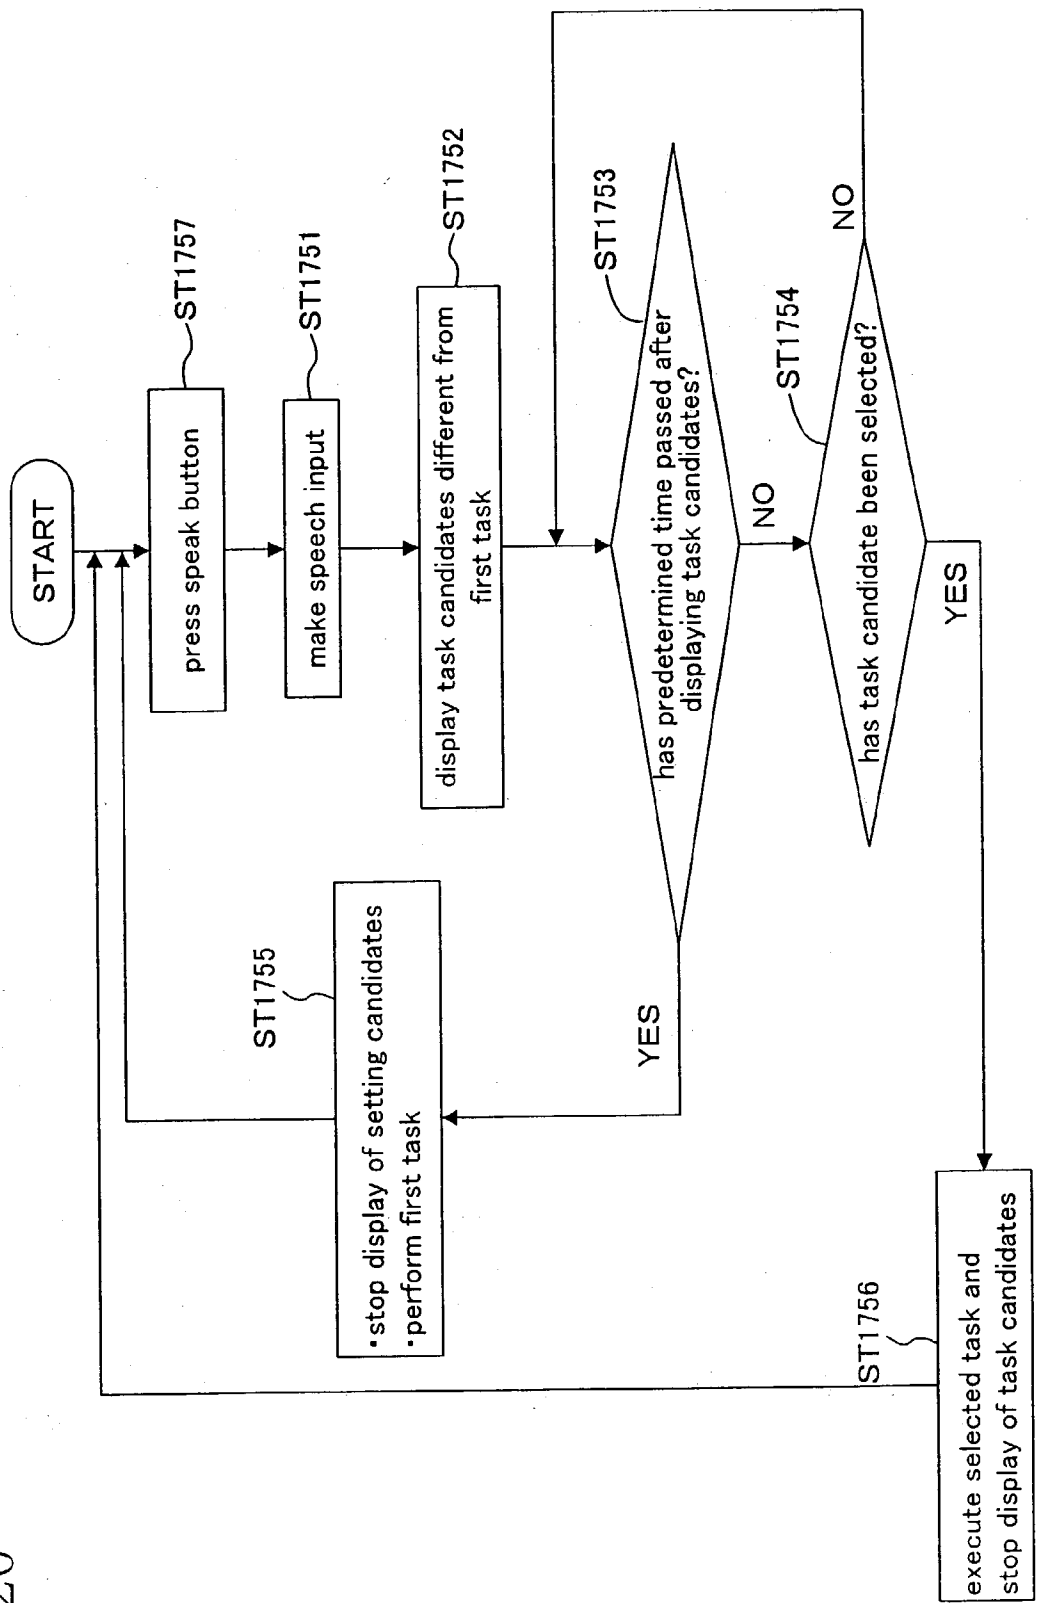 START
press speak button
ST1757
make speech input
ST1751
display task candidates different from
first task
ST1752
has predetermined time passed after
displaying task candidates?
ST1753
YES
NO
ST1755
・stop display of setting candidates
・perform first task
has task candidate been selected?
ST1754
NO
YES
ST1756
execute selected task and
stop display of task candidates